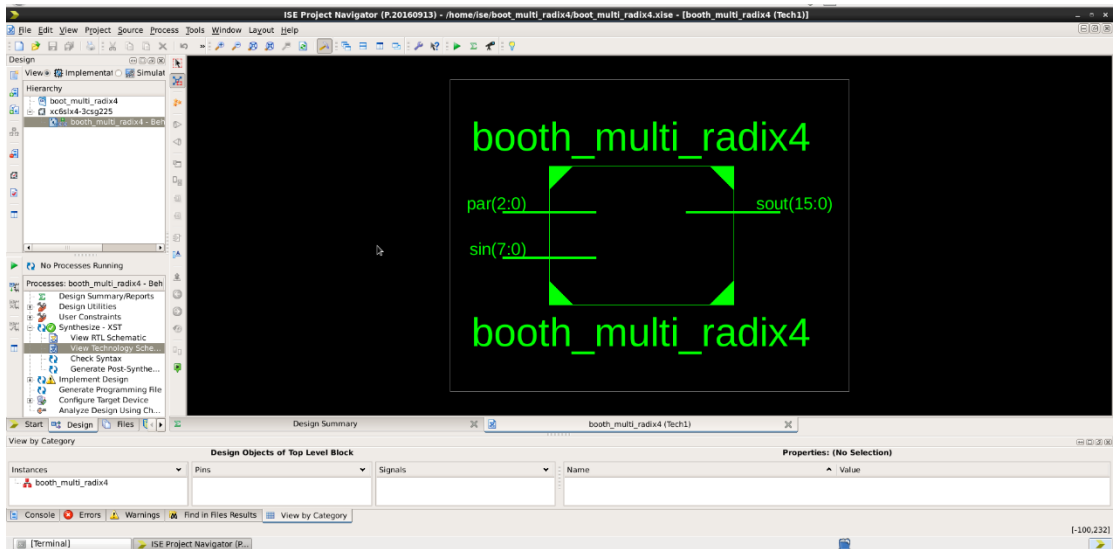 ISE Project Navigator (P.20160913) - /home/ise/boot_multi_radix4/boot_multi_radix4.xise - [booth_multi_radix4 (Tech1)]
File Edit View Project Source Process Tools Window Layout Help
Design
View: Implementat Simulat
Hierarchy
boot_multi_radix4
xc6slx4-3csg225
booth_multi_radix4 - Beh
No Processes Running
Processes: booth_multi_radix4 - Beh
Design Summary/Reports
Design Utilities
User Constraints
Synthesize - XST
View RTL Schematic
View Technology Sche...
Check Syntax
Generate Post-Synthe...
Implement Design
Generate Programming File
Configure Target Device
Analyze Design Using Ch...
booth_multi_radix4
par(2:0)
sout(15:0)
sin(7:0)
booth_multi_radix4
Start Design Files
Design Summary
booth_multi_radix4 (Tech1)
View by Category
Design Objects of Top Level Block
Properties: (No Selection)
Instances Pins Signals Name Value
booth_multi_radix4
Console Errors Warnings Find in Files Results View by Category
[-100,232]
[Terminal] ISE Project Navigator (P...